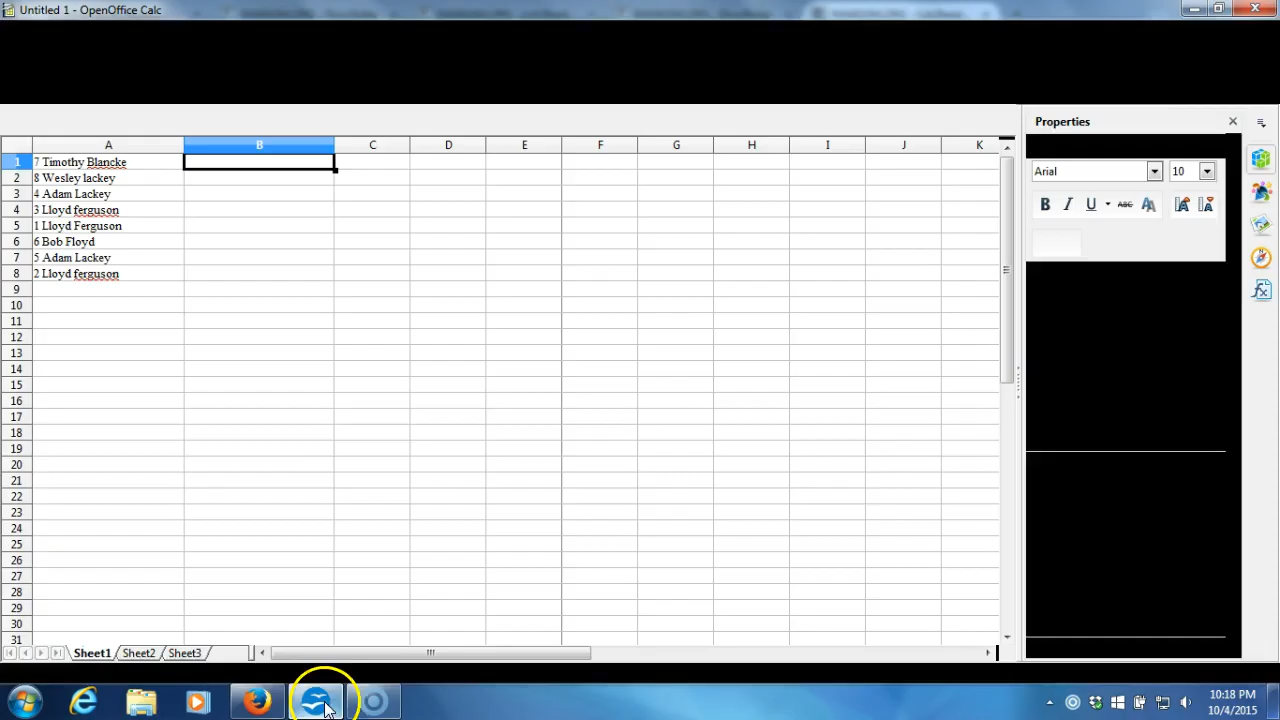 Untitled 1 - OpenOffice Calc
Properties
A B C D E F G H I J K
1 7 Timothy Blancke
2 8 Wesley lackey
3 4 Adam Lackey
4 3 Lloyd ferguson
5 1 Lloyd Ferguson
6 6 Bob Floyd
7 5 Adam Lackey
8 2 Lloyd ferguson
9
10
11
12
13
14
15
16
17
18
19
20
21
22
23
24
25
26
27
28
29
30
31
Arial 10
B I U ABC A
Sheet1 Sheet2 Sheet3
10:18 PM
10/4/2015